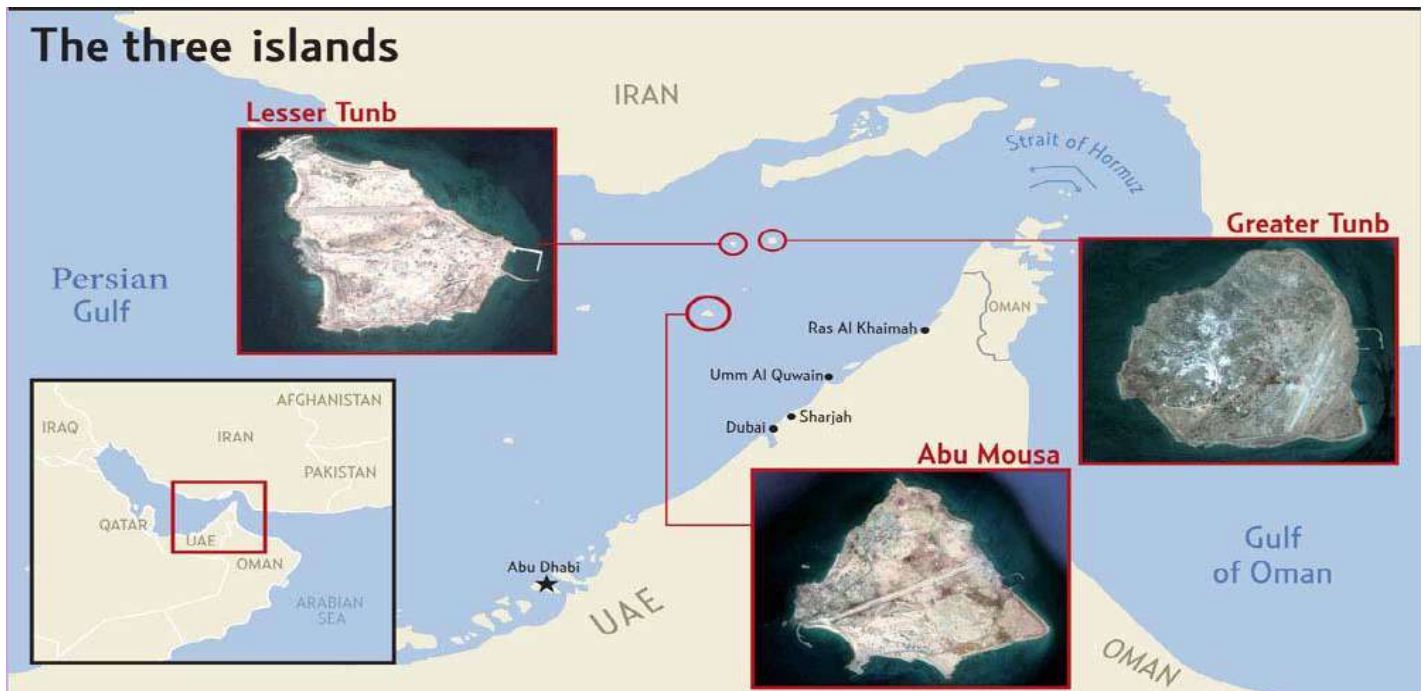 The three islands
IRAN
Lesser Tunb
Strait of Hormuz
Greater Tunb
Persian
Gulf
OMAN
Ras Al Khaimah
Umm Al Quwain
Sharjah
Dubai
Abu Mousa
AFGHANISTAN
IRAQ
IRAN
PAKISTAN
QATAR
UAE
OMAN
ARABIAN
SEA
Abu Dhabi
UAE
Gulf
of Oman
OMAN